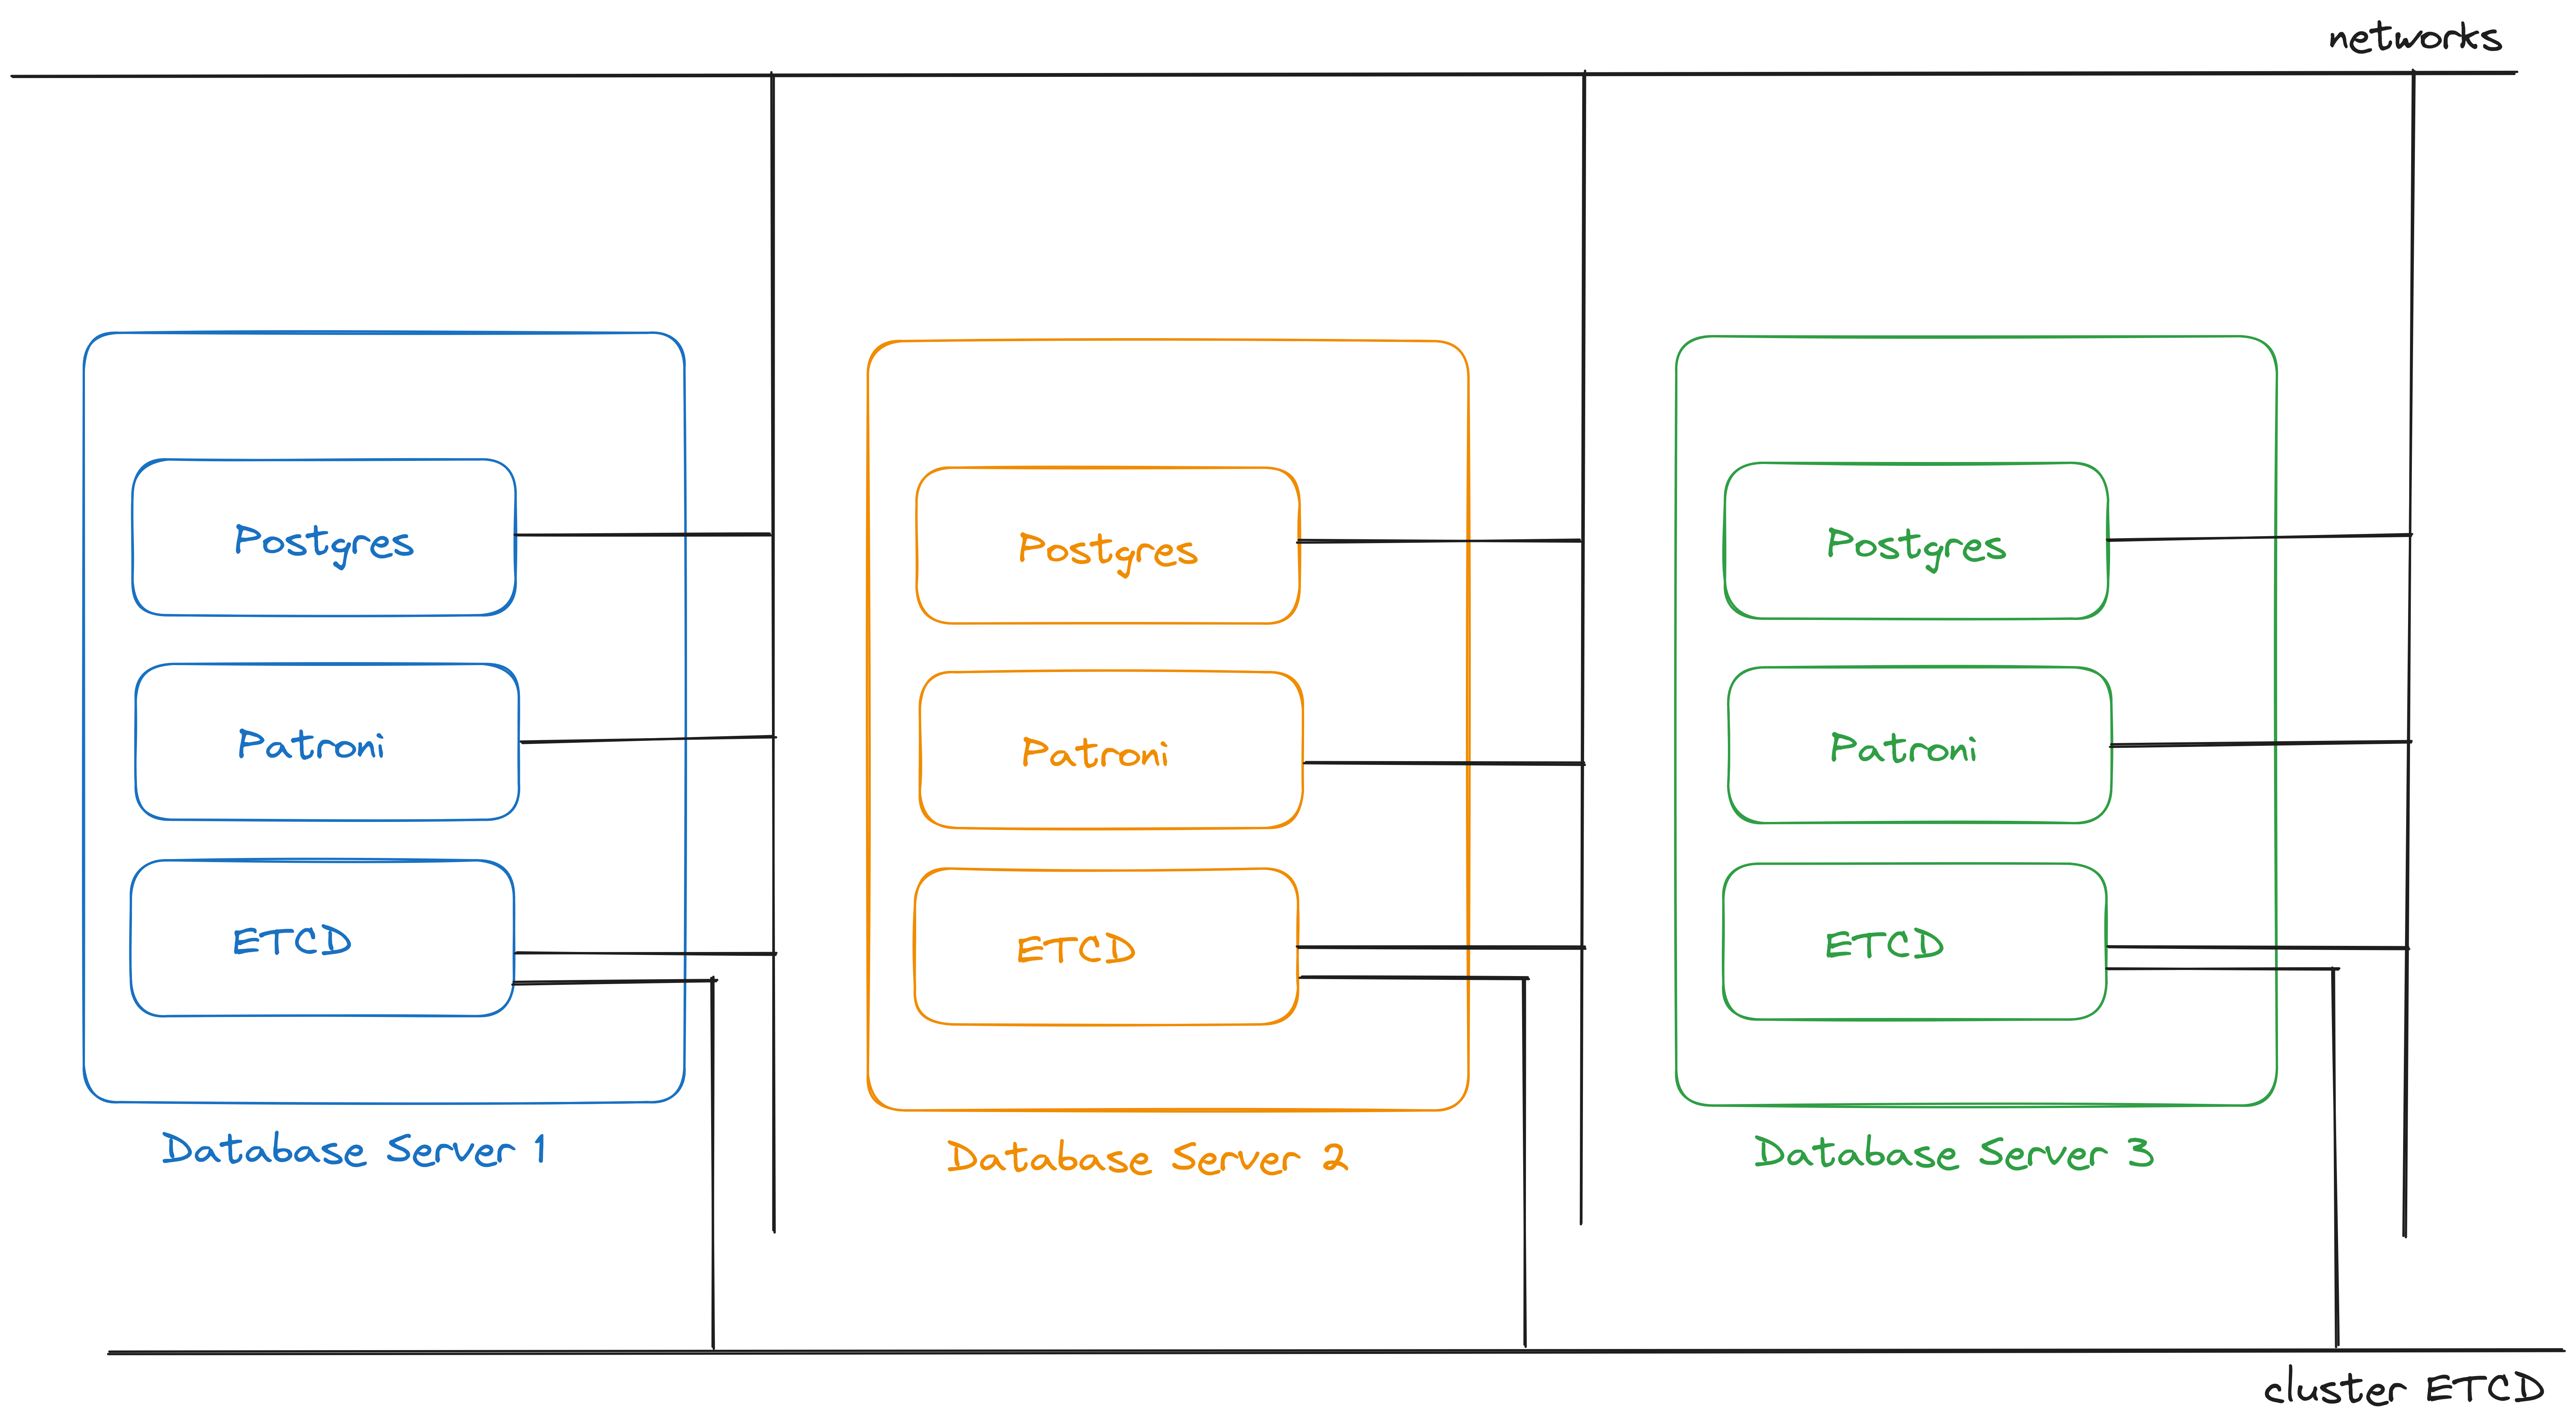 networks
Postgres
Patroni
ETCD
Database Server 1
Postgres
Patroni
ETCD
Database Server 2
Postgres
Patroni
ETCD
Database Server 3
cluster ETCD